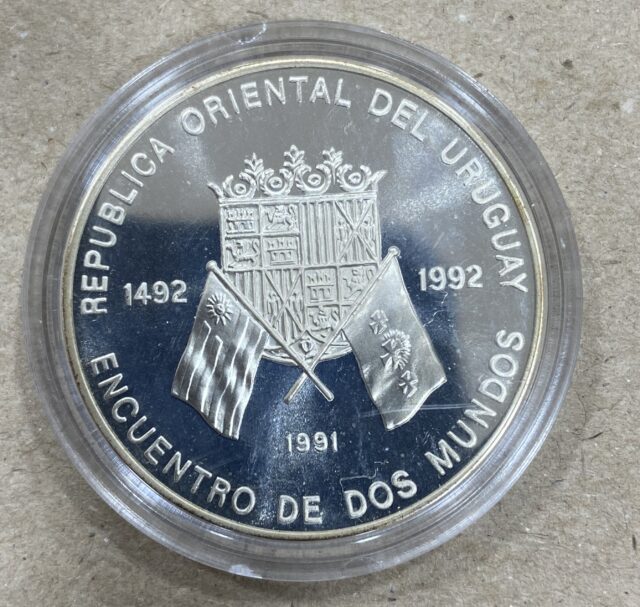 REPUBLICA ORIENTAL DEL URUGUAY
1492
1992
1991
ENCUENTRO DE DOS MUNDOS